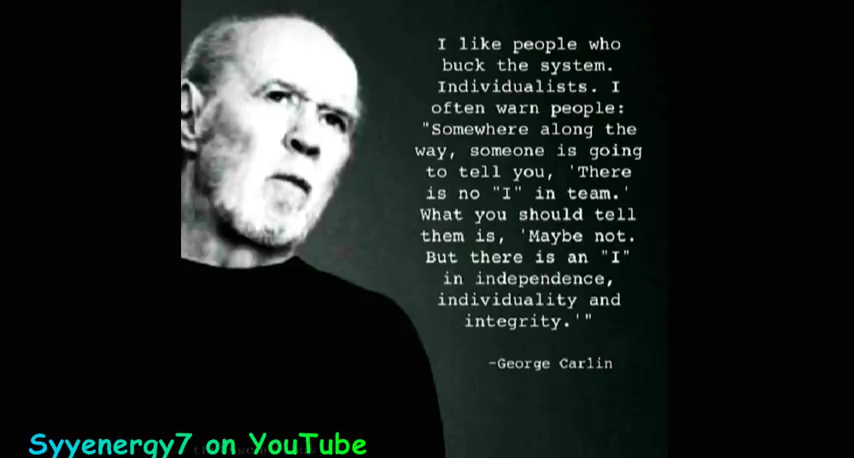 I like people who
buck the system.
Individualists. I
often warn people:
"Somewhere along the
way, someone is going
to tell you, 'There
is no "I" in team.'
What you should tell
them is, 'Maybe not.
But there is an "I"
in independence,
individuality and
integrity.'"
-George Carlin
Syyenergy7 on YouTube